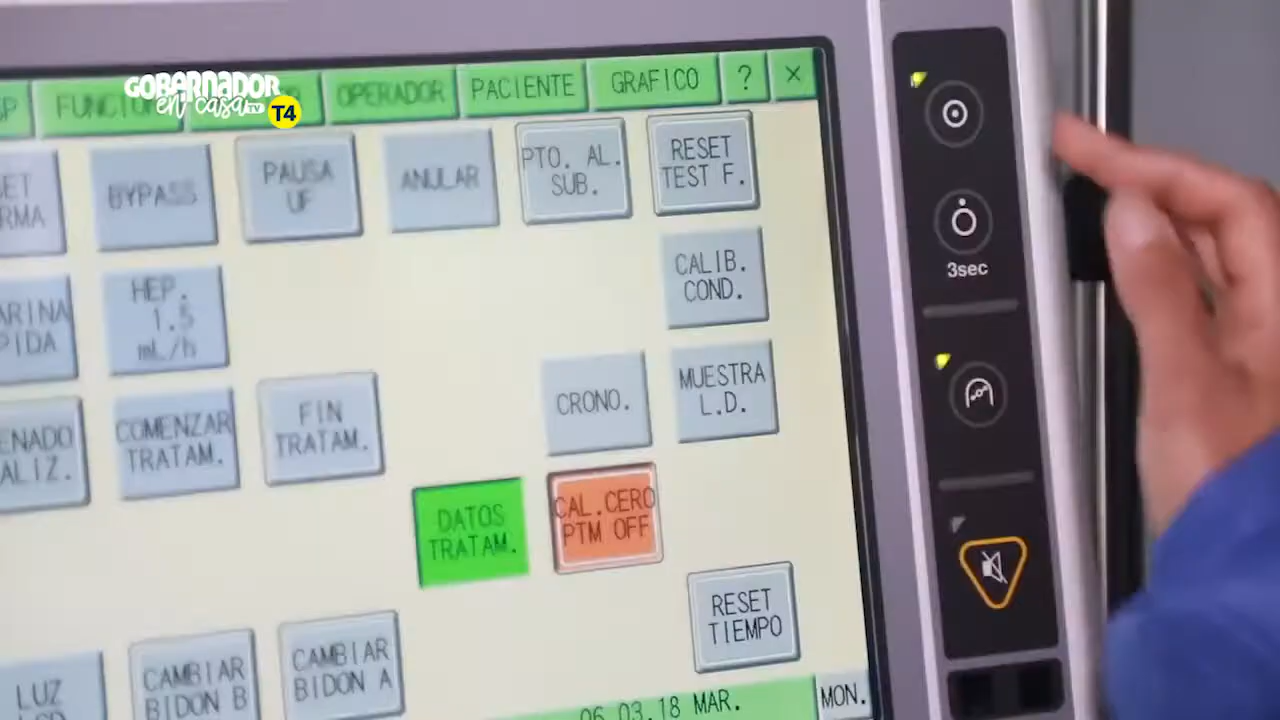 GOBERNADOR
en casa TV
T4
OPERADOR
PACIENTE
GRAFICO
?
×
BYPASS
PAUSA
UF
ANULAR
PTO. AL.
SUB.
RESET
TEST F.
HEP.
1.5
mL/h
CALIB.
COND.
COMENZAR
TRATAM.
FIN
TRATAM.
CRONO.
MUESTRA
L.D.
DATOS
TRATAM.
CAL.CERO
PTM OFF
RESET
TIEMPO
LUZ
CAMBIAR
BIDON B
CAMBIAR
BIDON A
06.03.18 MAR.
MON.
3sec